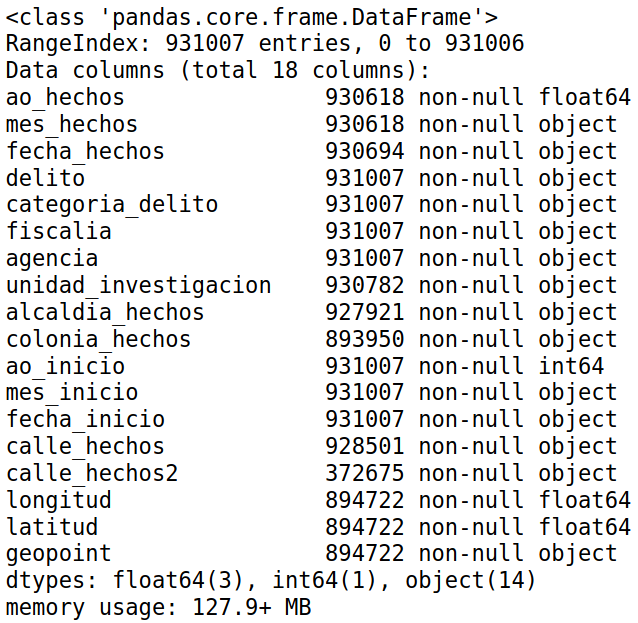 <class 'pandas.core.frame.DataFrame'>
RangeIndex: 931007 entries, 0 to 931006
Data columns (total 18 columns):
ao_hechos 930618 non-null float64
mes_hechos 930618 non-null object
fecha_hechos 930694 non-null object
delito 931007 non-null object
categoria_delito 931007 non-null object
fiscalia 931007 non-null object
agencia 931007 non-null object
unidad_investigacion 930782 non-null object
alcaldia_hechos 927921 non-null object
colonia_hechos 893950 non-null object
ao_inicio 931007 non-null int64
mes_inicio 931007 non-null object
fecha_inicio 931007 non-null object
calle_hechos 928501 non-null object
calle_hechos2 372675 non-null object
longitud 894722 non-null float64
latitud 894722 non-null float64
geopoint 894722 non-null object
dtypes: float64(3), int64(1), object(14)
memory usage: 127.9+ MB